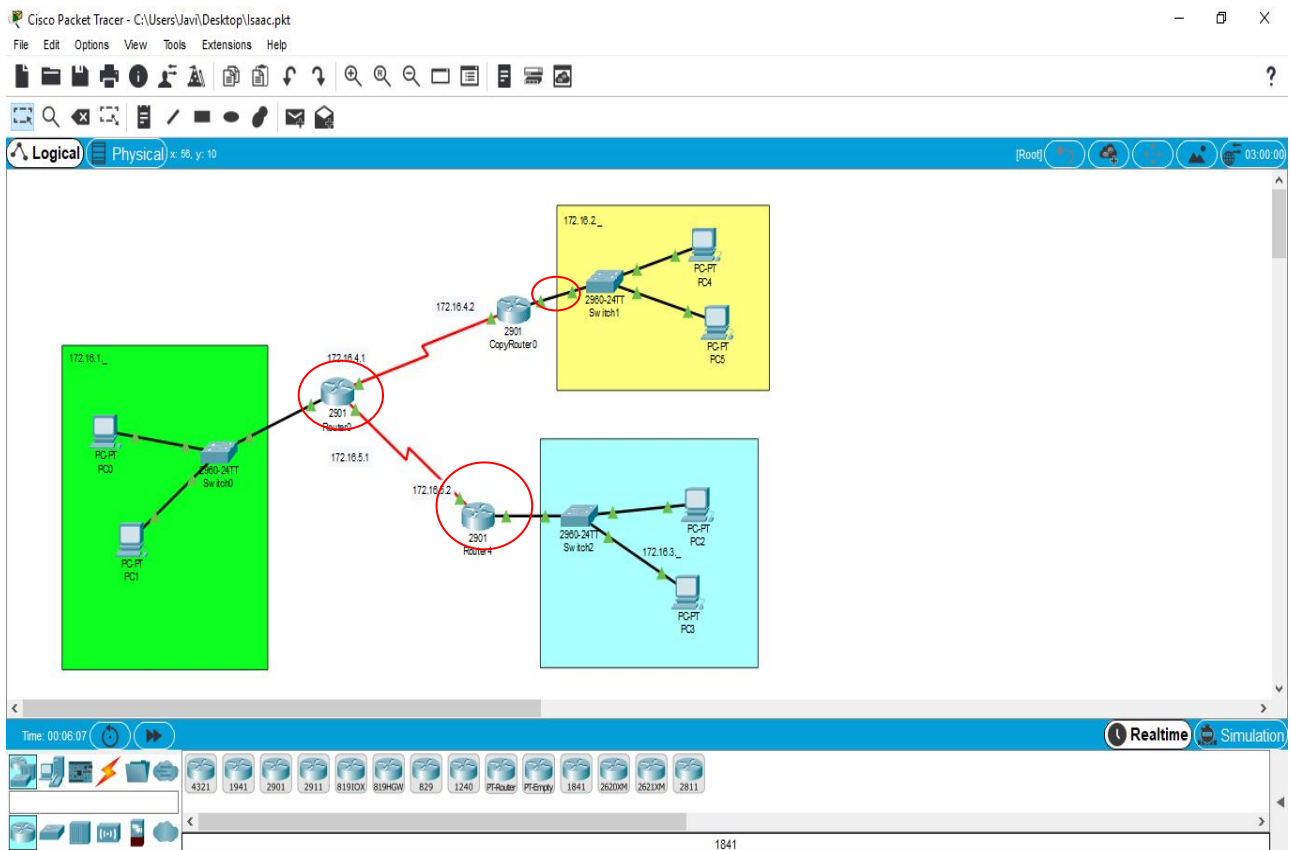 Cisco Packet Tracer - C:\Users\Javi\Desktop\Isaac.pkt
File Edit Options View Tools Extensions Help
?
Logical Physical x: 56, y: 10 [Root] 03:00:00
172.16.2._
PC-PT
PC4
2960-24TT
Switch1
172.16.4.2
2901
CopyRouter0
PC-PT
PC5
172.16.1._
172.16.4.1
2901
Router0
PC-PT
PC0
2960-24TT
Switch0
172.16.5.1
172.16.5.2
2901
Router4
2960-24TT
Switch2
PC-PT
PC2
172.16.3._
PC-PT
PC1
PC-PT
PC3
Time: 00:06:07 Realtime Simulation
4321 1941 2901 2911 819IOX 819HGW 829 1240 PT-Router PT-Empty 1841 2620XM 2621XM 2811
1841